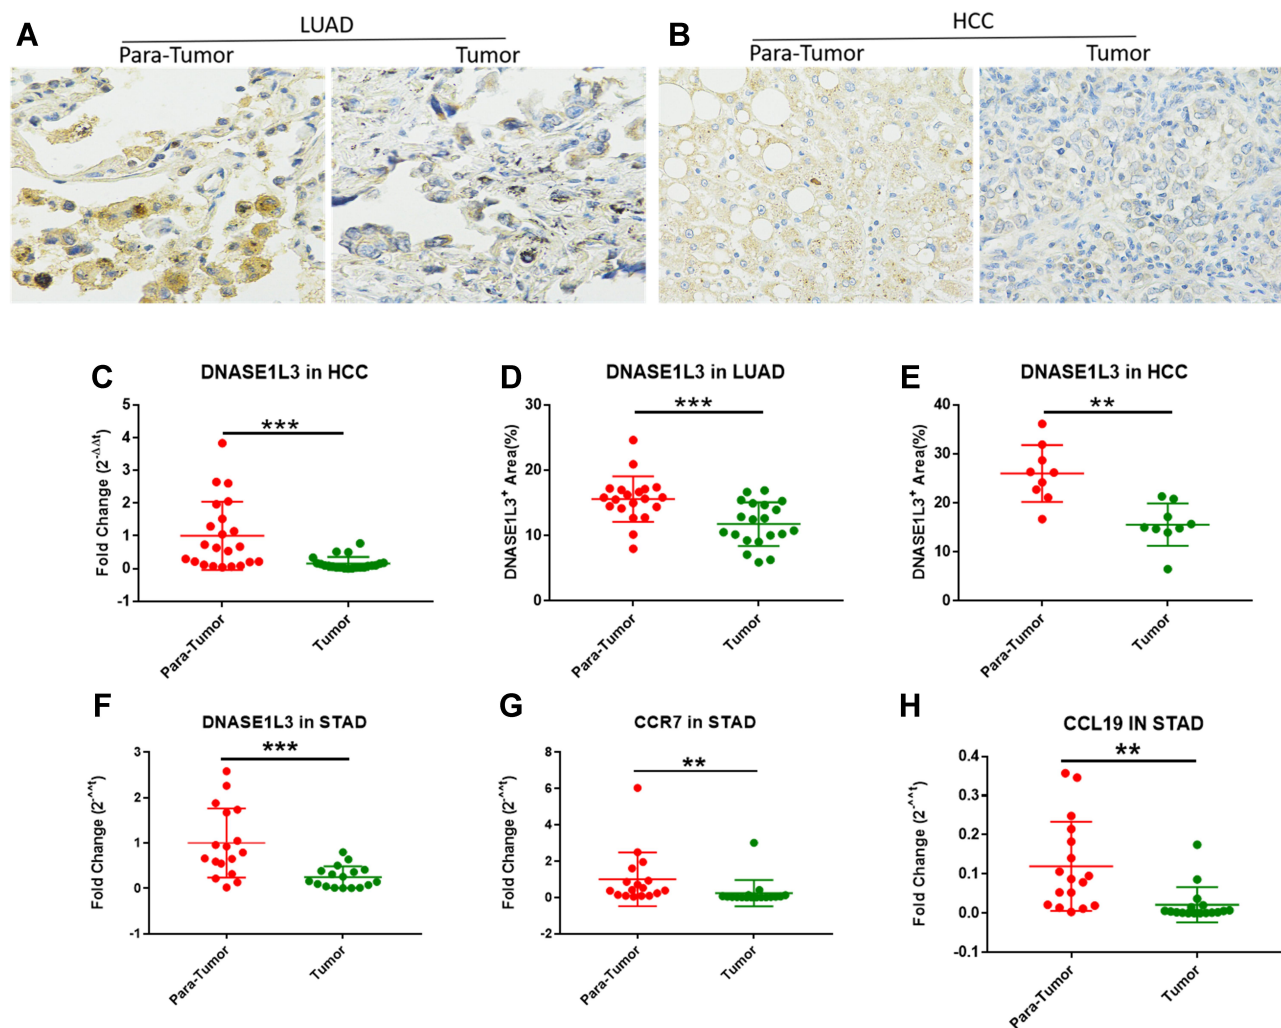 A
LUAD
Para-Tumor Tumor
B
HCC
Para-Tumor Tumor
C
DNASE1L3 in HCC
Fold Change (2-ΔΔt)
5
4
3
2
1
0
-1
***
Para-Tumor
Tumor
D
DNASE1L3 in LUAD
DNASE1L3+ Area(%)
30
20
10
0
***
Para-Tumor
Tumor
E
DNASE1L3 in HCC
DNASE1L3+ Area(%)
40
30
20
10
0
**
Para-Tumor
Tumor
F
DNASE1L3 in STAD
Fold Change (2-^^t)
3
2
1
0
-1
***
Para-Tumor
Tumor
G
CCR7 in STAD
Fold Change (2-^^t)
8
6
4
2
0
-2
**
Para-Tumor
Tumor
H
CCL19 IN STAD
Fold Change (2-^^t)
0.4
0.3
0.2
0.1
0.0
-0.1
**
Para-Tumor
Tumor